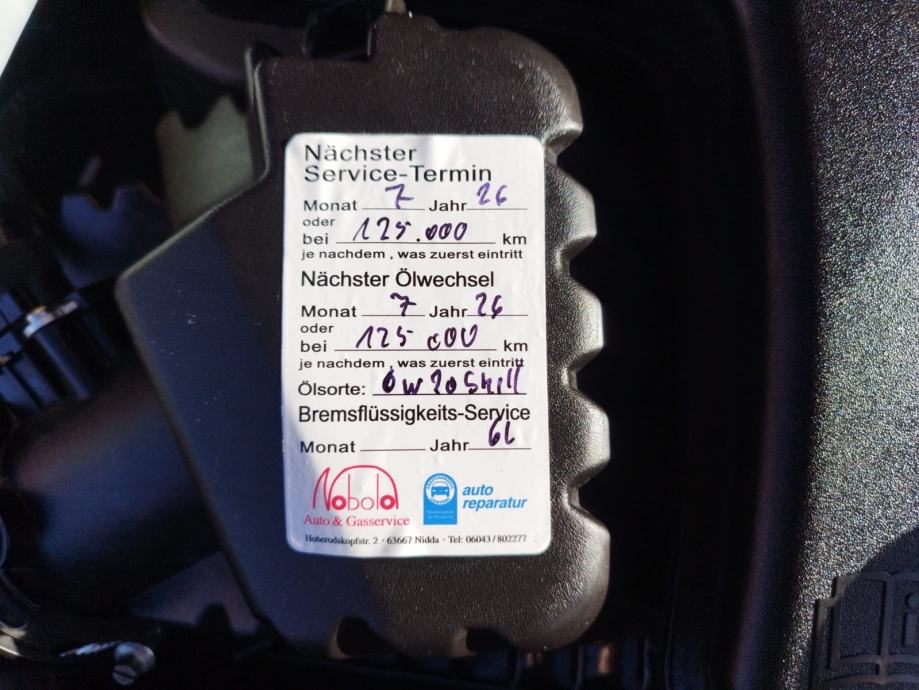 Nächster
Service-Termin
Monat 7 Jahr 26
oder
bei 125.000 km
je nachdem, was zuerst eintritt
Nächster Ölwechsel
Monat 7 Jahr 26
oder
bei 125 000 km
je nachdem, was zuerst eintritt
Ölsorte: 0w20 Shell
Bremsflüssigkeits-Service
6L
Monat Jahr
Nobolo
Auto & Gasservice
auto
reparatur
Hoherodskopfstr. 2 · 63667 Nidda · Tel: 06043/802277